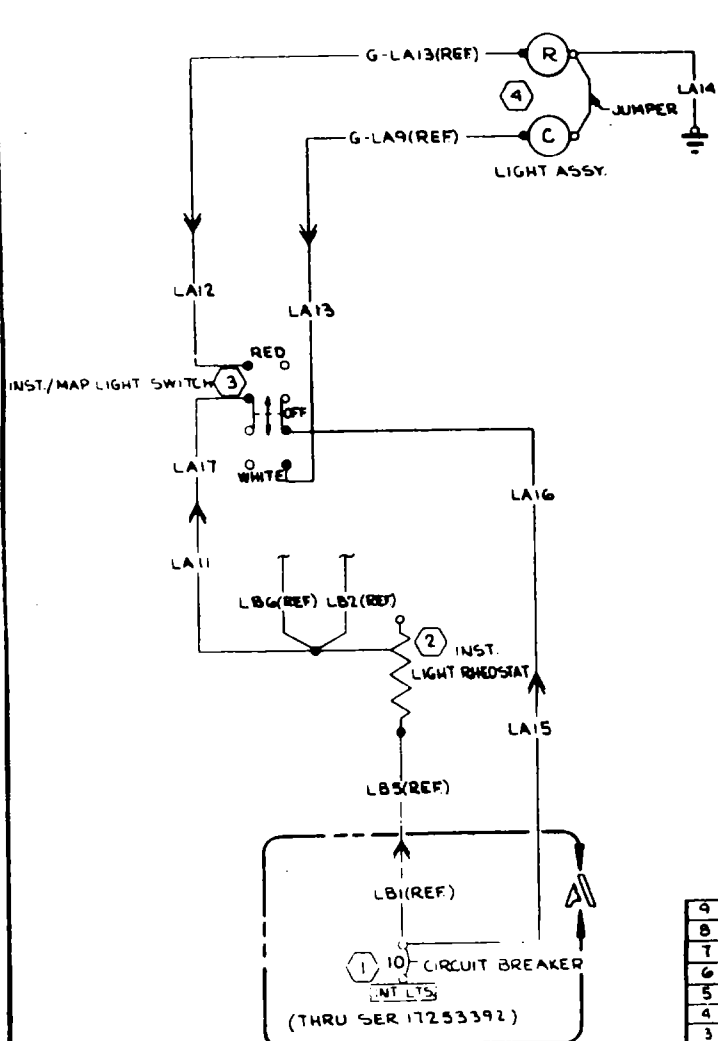 G-LA13(REF.)
R
LA14
4
JUMPER
G-LA9(REF.)
C
LIGHT ASSY.
LA12
LA13
RED
INST./MAP LIGHT SWITCH
3
OFF
LA17
WHITE
LA16
LA11
LB6(REF) LB2(REF)
2
INST.
LIGHT RHEOSTAT
LA15
LB5(REF.)
LB1(REF.)
1
10
CIRCUIT BREAKER
INT LTS
(THRU SER 17253392)
9
8
7
6
5
4
3